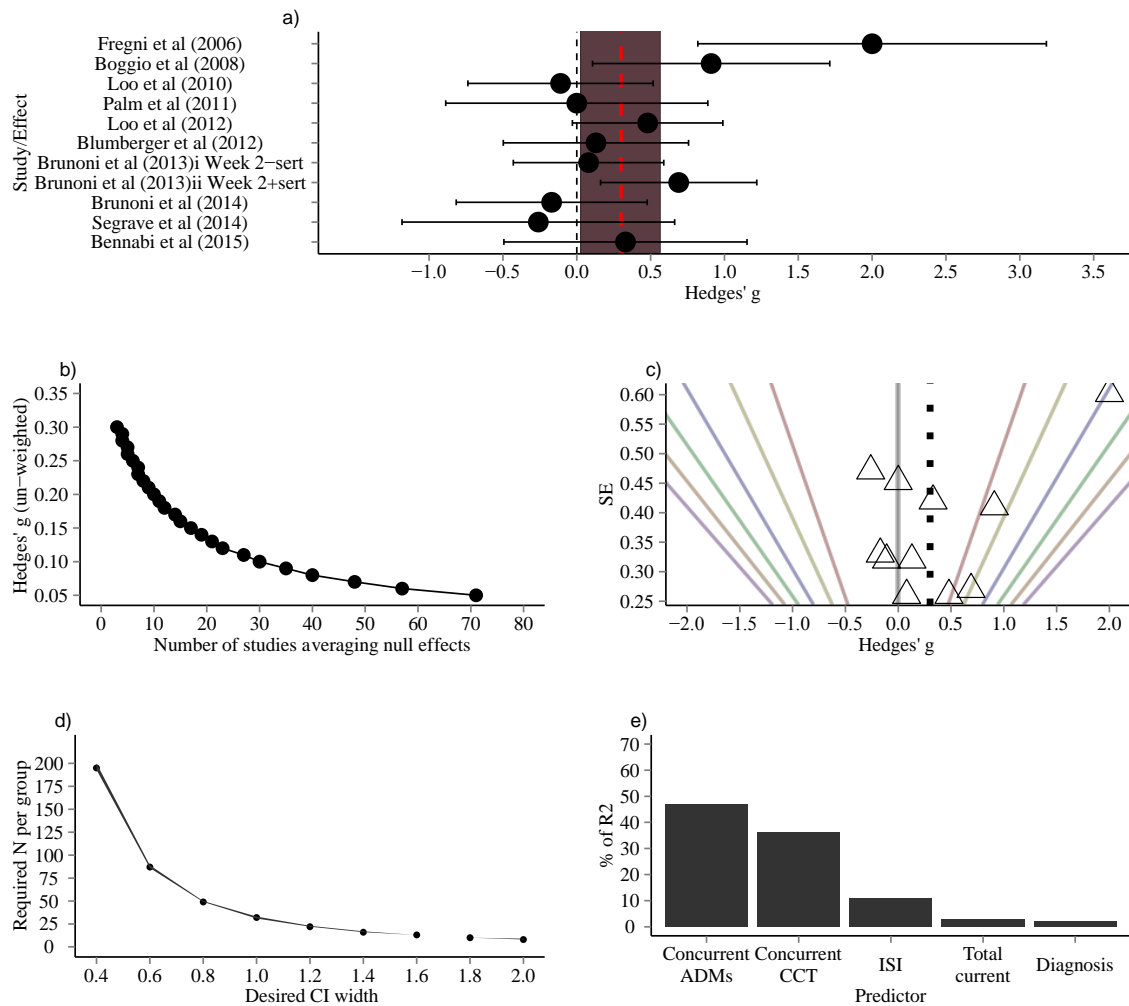 a)
Study/Effect
Fregni et al (2006)
Boggio et al (2008)
Loo et al (2010)
Palm et al (2011)
Loo et al (2012)
Blumberger et al (2012)
Brunoni et al (2013)i Week 2−sert
Brunoni et al (2013)ii Week 2+sert
Brunoni et al (2014)
Segrave et al (2014)
Bennabi et al (2015)
−1.0 −0.5 0.0 0.5 1.0 1.5 2.0 2.5 3.0 3.5
Hedges' g
b)
Hedges' g (un-weighted)
0.35
0.30
0.25
0.20
0.15
0.10
0.05
0 10 20 30 40 50 60 70 80
Number of studies averaging null effects
c)
SE
0.60
0.55
0.50
0.45
0.40
0.35
0.30
0.25
−2.0 −1.5 −1.0 −0.5 0.0 0.5 1.0 1.5 2.0
Hedges' g
d)
Required N per group
200
175
150
125
100
75
50
25
0
0.4 0.6 0.8 1.0 1.2 1.4 1.6 1.8 2.0
Desired CI width
e)
% of R2
70
60
50
40
30
20
10
0
Concurrent ADMs
Concurrent CCT
ISI
Total current
Diagnosis
Predictor